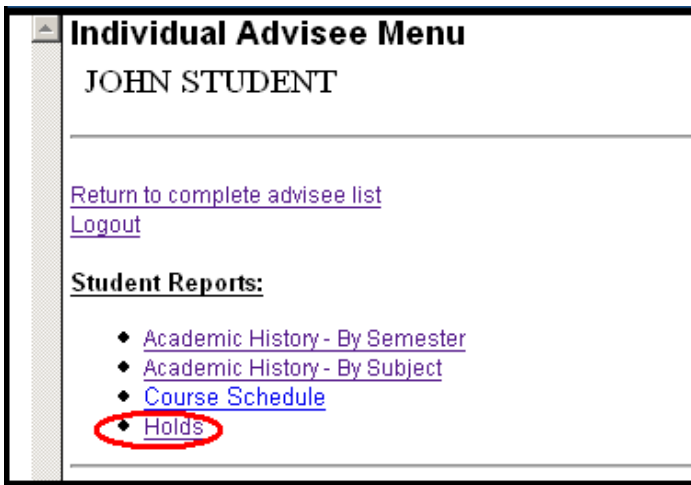 Individual Advisee Menu
JOHN STUDENT
Return to complete advisee list
Logout
Student Reports:
Academic History - By Semester
Academic History - By Subject
Course Schedule
Holds